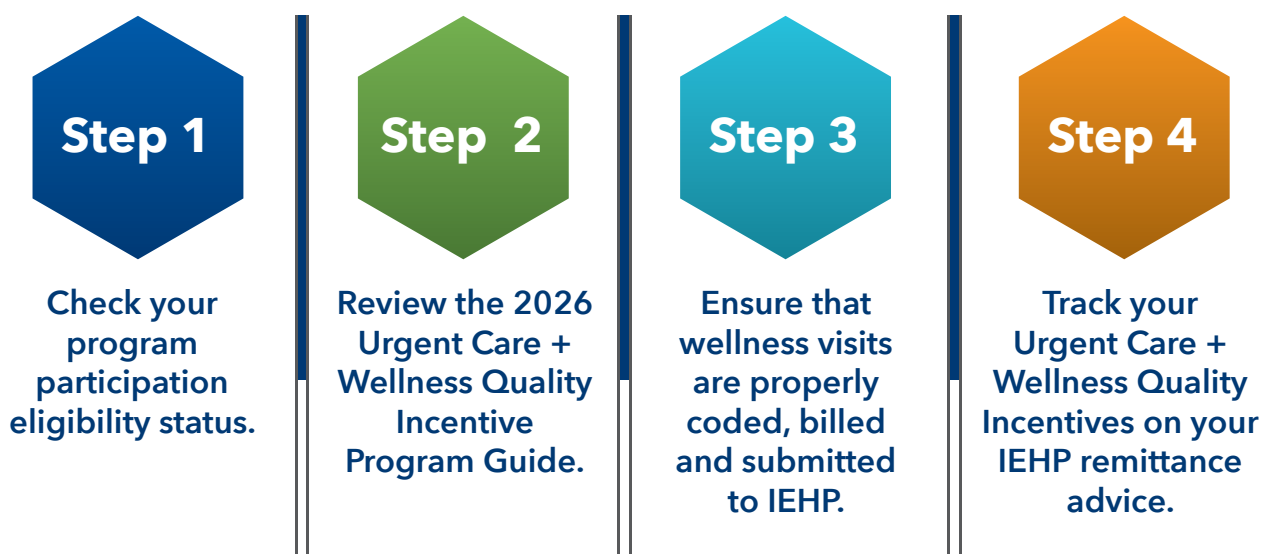 Step 1
Check your
program
participation
eligibility status.
Step 2
Review the 2026
Urgent Care +
Wellness Quality
Incentive
Program Guide.
Step 3
Ensure that
wellness visits
are properly
coded, billed
and submitted
to IEHP.
Step 4
Track your
Urgent Care +
Wellness Quality
Incentives on your
IEHP remittance
advice.